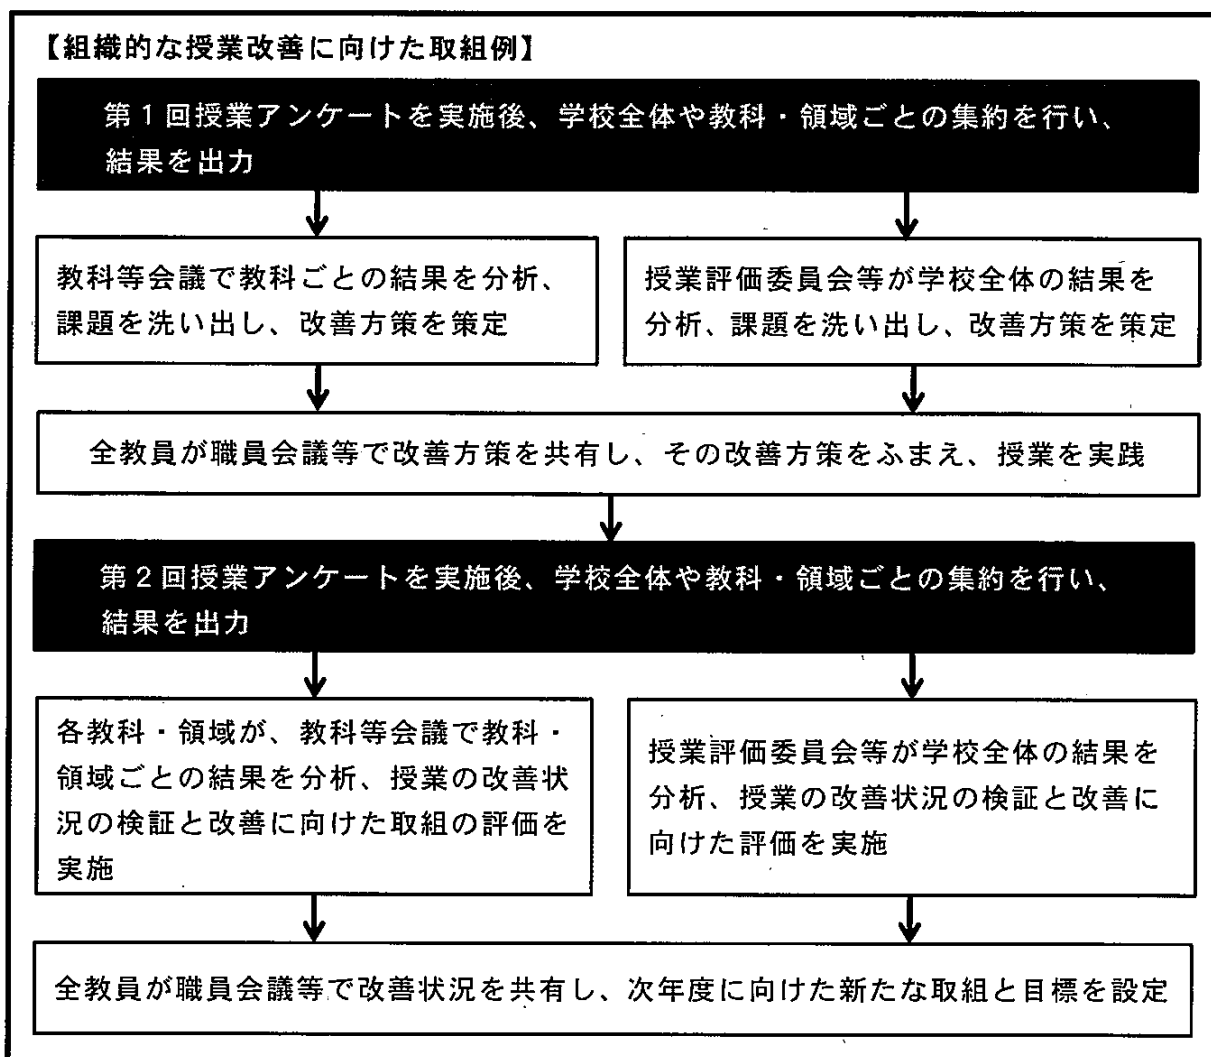 【組織的な授業改善に向けた取組例】
第1回授業アンケートを実施後、学校全体や教科・領域ごとの集約を行い、
結果を出力
教科等会議で教科ごとの結果を分析、
課題を洗い出し、改善方策を策定
授業評価委員会等が学校全体の結果を
分析、課題を洗い出し、改善方策を策定
全教員が職員会議等で改善方策を共有し、その改善方策をふまえ、授業を実践
第2回授業アンケートを実施後、学校全体や教科・領域ごとの集約を行い、
結果を出力
各教科・領域が、教科等会議で教科・
領域ごとの結果を分析、授業の改善状
況の検証と改善に向けた取組の評価を
実施
授業評価委員会等が学校全体の結果を
分析、授業の改善状況の検証と改善に
向けた評価を実施
全教員が職員会議等で改善状況を共有し、次年度に向けた新たな取組と目標を設定